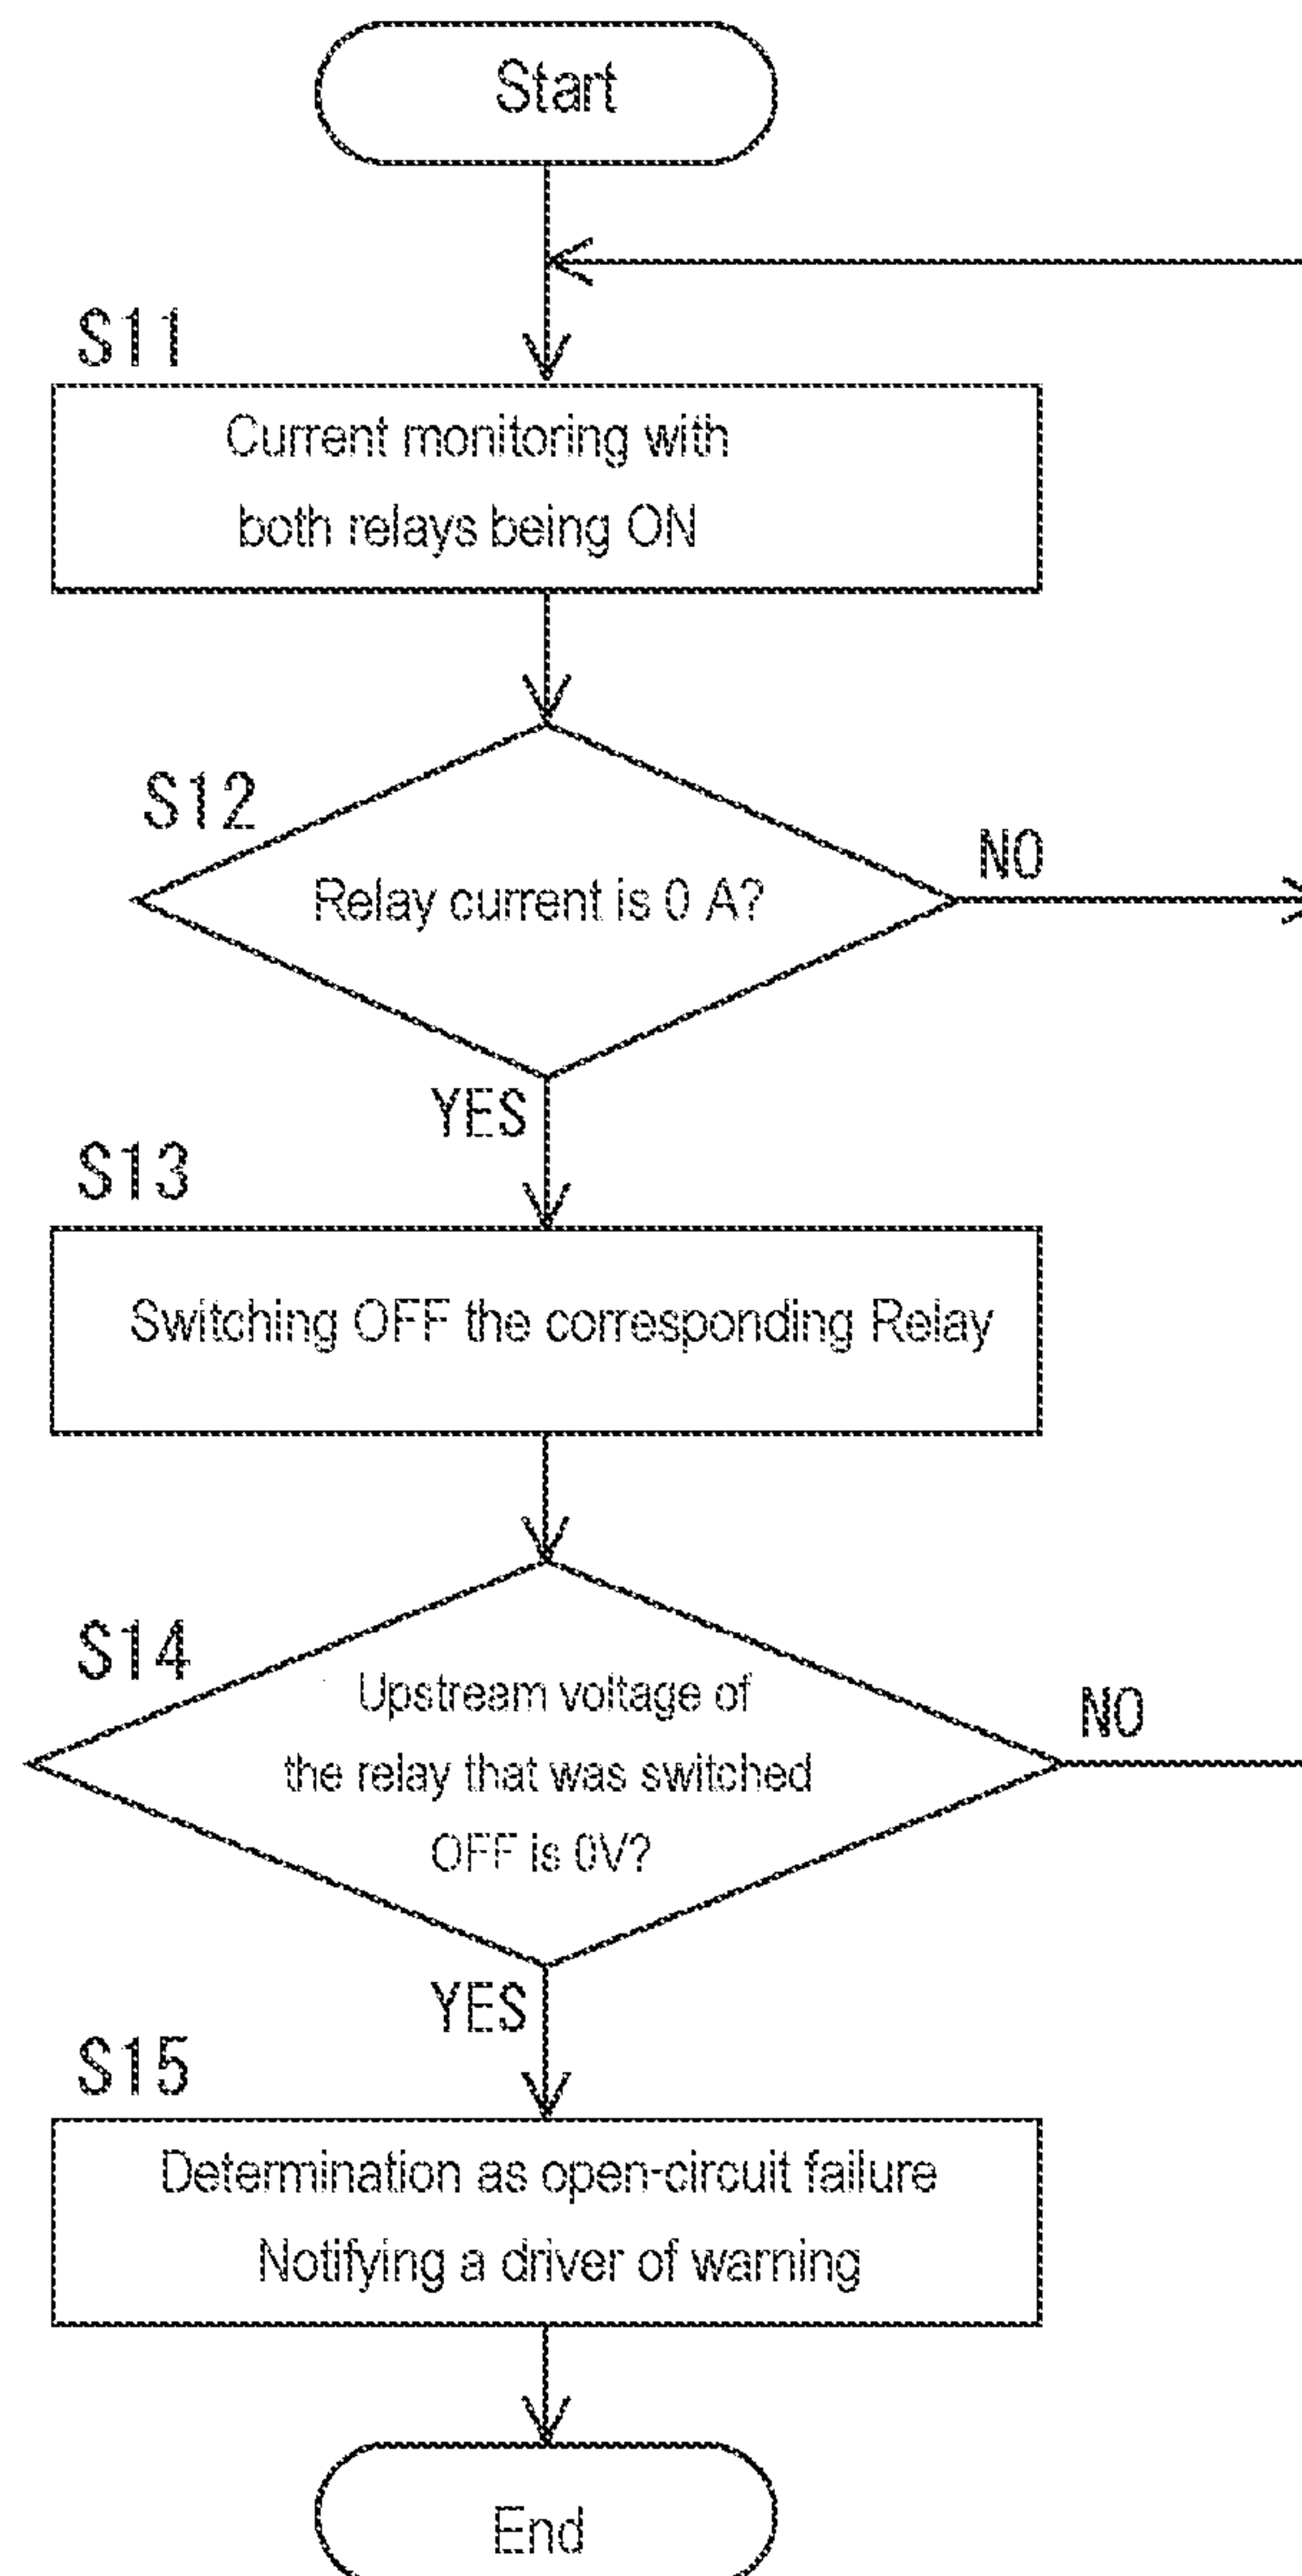 Start
S11
Current monitoring with
both relays being ON
S12
Relay current is 0 A?
NO
YES
S13
Switching OFF the corresponding Relay
S14
Upstream voltage of
the relay that was switched
OFF is 0V?
NO
YES
S15
Determination as open-circuit failure
Notifying a driver of warning
End